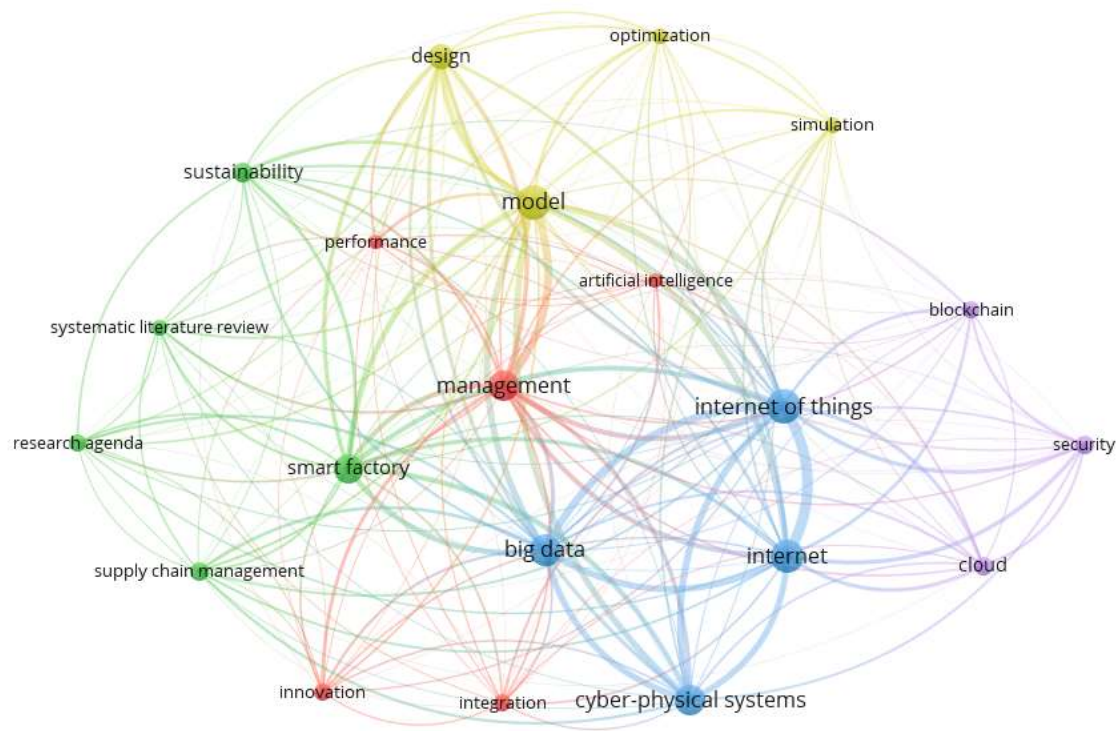 optimization
design
simulation
sustainability
model
performance
artificial intelligence
blockchain
systematic literature review
management
internet of things
research agenda
security
smart factory
big data
internet
cloud
supply chain management
innovation
integration
cyber-physical systems